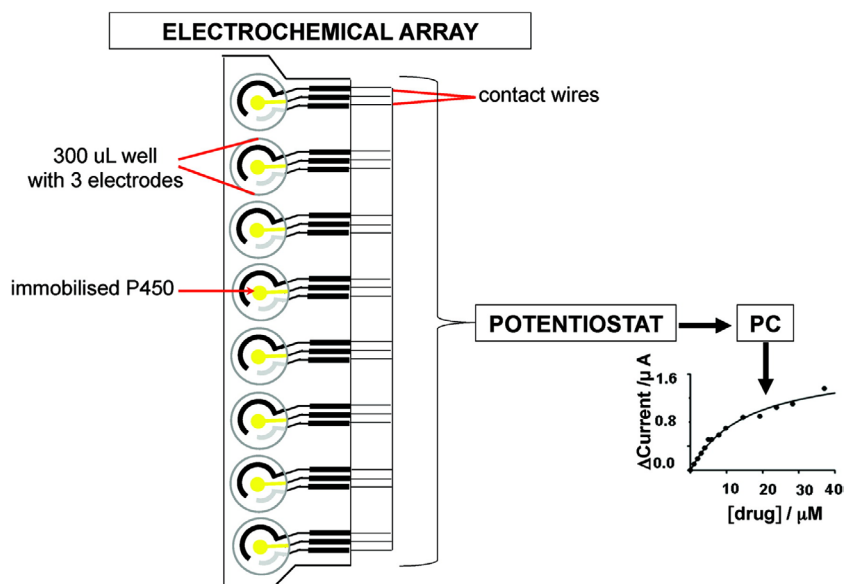 ELECTROCHEMICAL ARRAY
contact wires
300 uL well
with 3 electrodes
immobilised P450
POTENTIOSTAT
PC
ΔCurrent /μ A
1.6
0.8
0.0
10 20 30 40
[drug] / μM